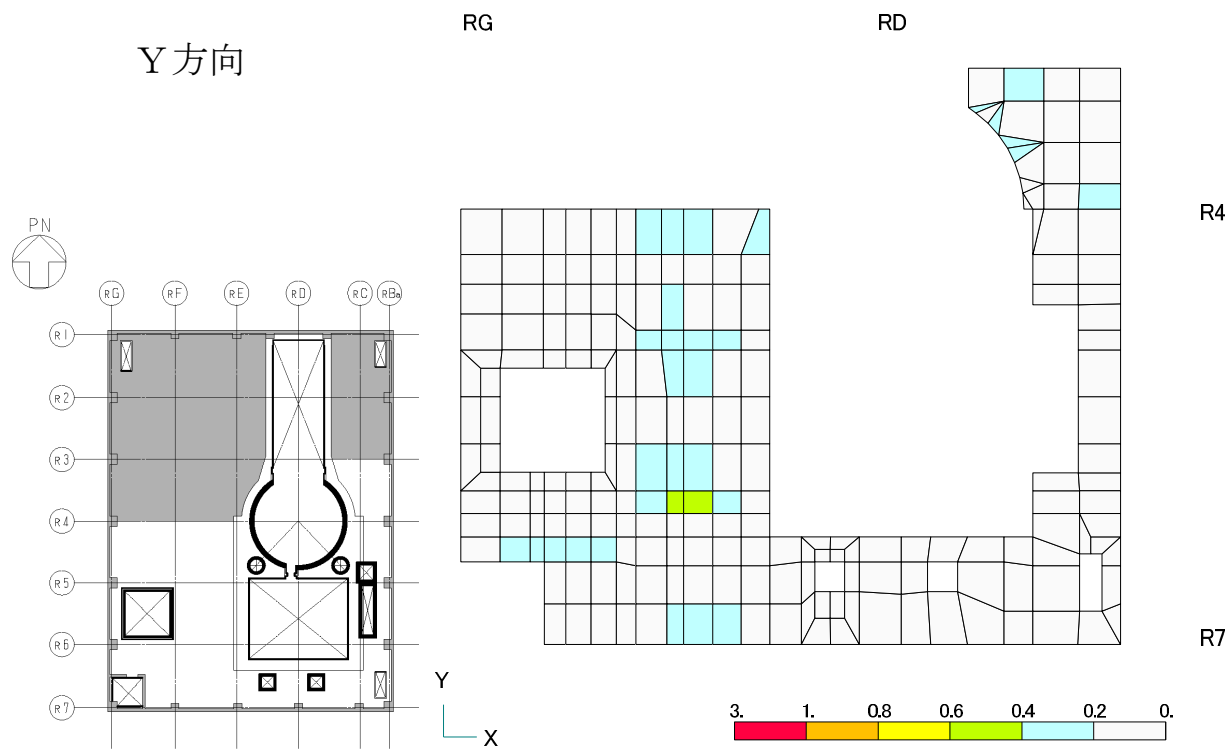 RG RD
Y方向
R4
PN
RG RF RE RD RC RBa
R1
R2
R3
R4
R5
R6
R7
R7
Y
X
3. 1. 0.8 0.6 0.4 0.2 0.